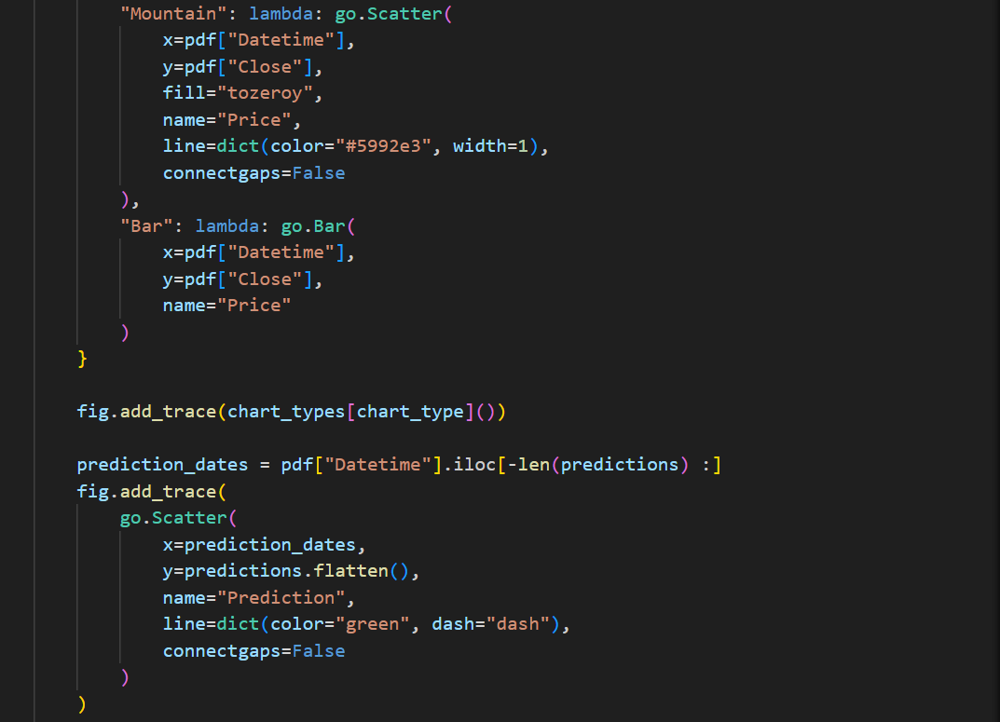 "Mountain": lambda: go.Scatter(
x=pdf["Datetime"],
y=pdf["Close"],
fill="tozeroy",
name="Price",
line=dict(color="#5992e3", width=1),
connectgaps=False
),
"Bar": lambda: go.Bar(
x=pdf["Datetime"],
y=pdf["Close"],
name="Price"
)
}
fig.add_trace(chart_types[chart_type]())
prediction_dates = pdf["Datetime"].iloc[-len(predictions) :]
fig.add_trace(
go.Scatter(
x=prediction_dates,
y=predictions.flatten(),
name="Prediction",
line=dict(color="green", dash="dash"),
connectgaps=False
)
)